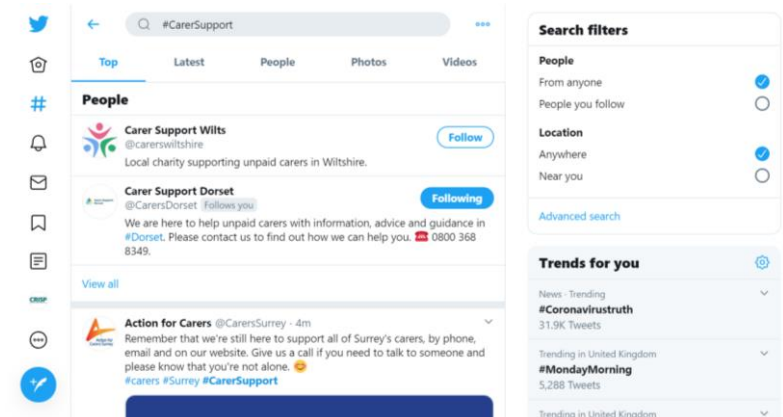 #CarerSupport
Top Latest People Photos Videos
People
Carer Support Wilts
@carerswiltshire
Follow
Local charity supporting unpaid carers in Wiltshire.
Carer Support Dorset
@CarersDorset Follows you
Following
We are here to help unpaid carers with information, advice and guidance in
#Dorset. Please contact us to find out how we can help you. ☎️ 0800 368
8349.
View all
Action for Carers @CarersSurrey · 4m
Remember that we're still here to support all of Surrey's carers, by phone,
email and on our website. Give us a call if you need to talk to someone and
please know that you're not alone. 😊
#carers #Surrey #CarerSupport
CRISP
Search filters
People
From anyone
People you follow
Location
Anywhere
Near you
Advanced search
Trends for you
News · Trending
#Coronavirustruth
31.9K Tweets
Trending in United Kingdom
#MondayMorning
5,288 Tweets
Trending in United Kingdom